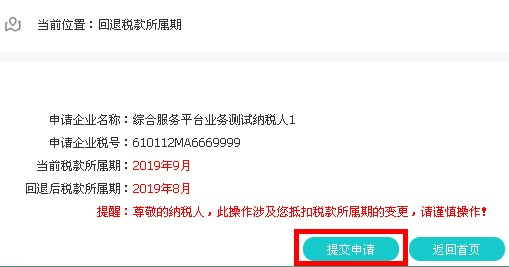 当前位置：回退税款所属期
申请企业名称：综合服务平台业务测试纳税人1
申请企业税号：610112MA6669999
当前税款所属期：2019年9月
回退后税款所属期：2019年8月
提醒：尊敬的纳税人，此操作涉及您抵扣税款所属期的变更，请谨慎操作！
提交申请 返回首页